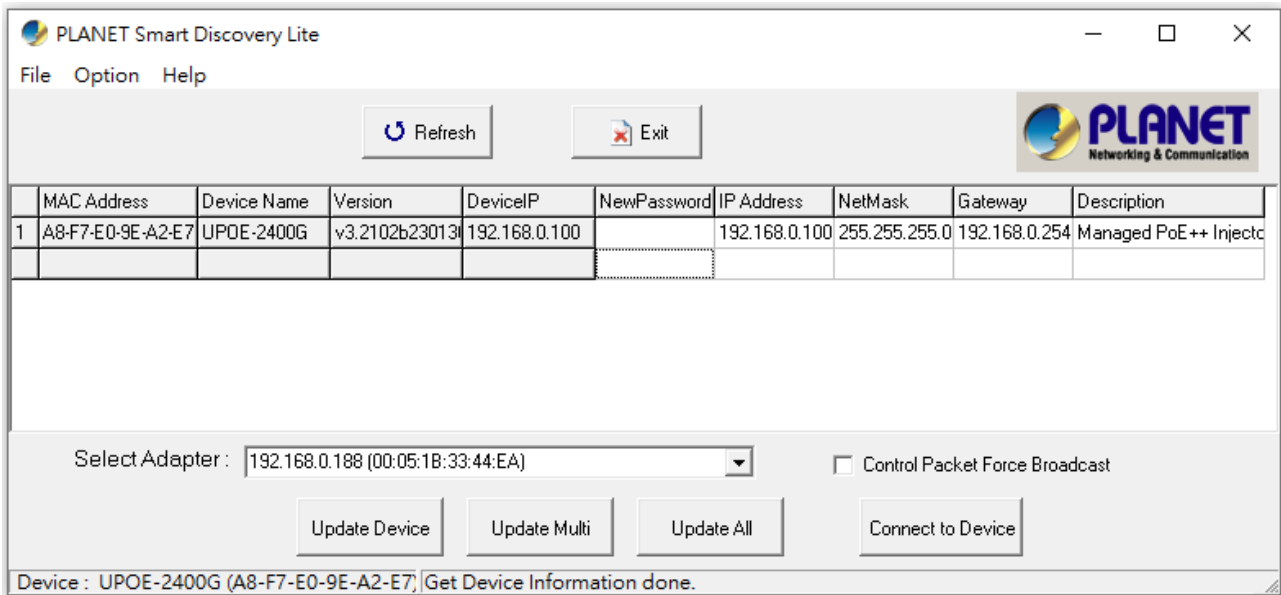 PLANET Smart Discovery Lite
File Option Help
Refresh Exit
PLANET
Networking & Communication
MAC Address Device Name Version DeviceIP NewPassword IP Address NetMask Gateway Description
1 A8-F7-E0-9E-A2-E7 UPOE-2400G v3.2102b23013 192.168.0.100 192.168.0.100 255.255.255.0 192.168.0.254 Managed PoE++ Injecto
Select Adapter : 192.168.0.188 (00:05:1B:33:44:EA) Control Packet Force Broadcast
Update Device Update Multi Update All Connect to Device
Device : UPOE-2400G (A8-F7-E0-9E-A2-E7) Get Device Information done.